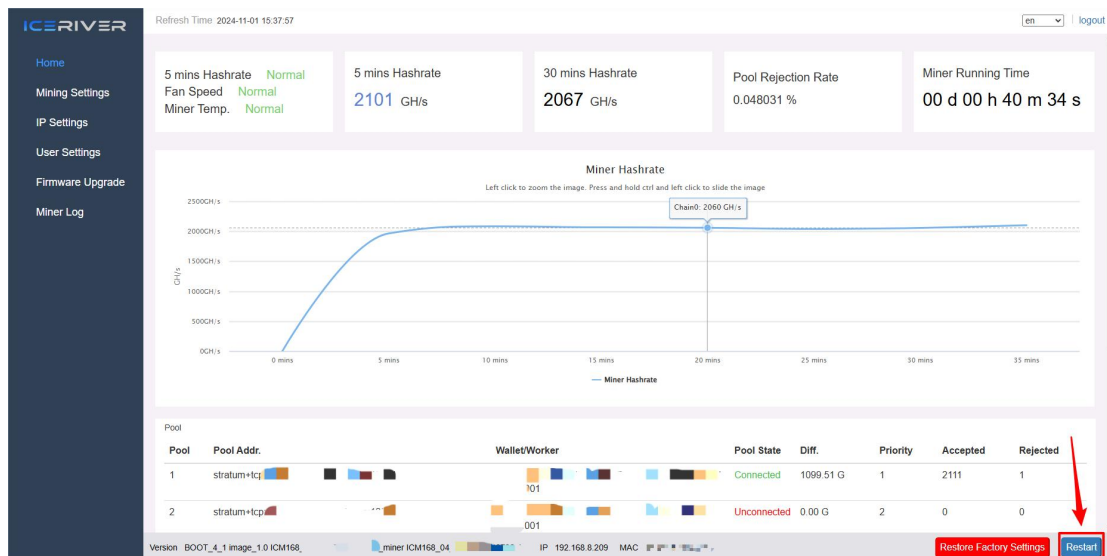 ICERIVER
Refresh Time 2024-11-01 15:37:57
en
logout
Home
Mining Settings
IP Settings
User Settings
Firmware Upgrade
Miner Log
5 mins Hashrate Normal
Fan Speed Normal
Miner Temp. Normal
5 mins Hashrate
2101 GH/s
30 mins Hashrate
2067 GH/s
Pool Rejection Rate
0.048031 %
Miner Running Time
00 d 00 h 40 m 34 s
Miner Hashrate
Left click to zoom the image. Press and hold ctrl and left click to slide the image
Chain0: 2060 GH/s
GH/s
2500GH/s
2000GH/s
1500GH/s
1000GH/s
500GH/s
0GH/s
0 mins 5 mins 10 mins 15 mins 20 mins 25 mins 30 mins 35 mins
Miner Hashrate
Pool
Pool Pool Addr. Wallet/Worker Pool State Diff. Priority Accepted Rejected
1 stratum+tcp 001 Connected 1099.51 G 1 2111 1
2 stratum+tcp 001 Unconnected 0.00 G 2 0 0
Version BOOT_4_1 image_1.0 ICM168_ _miner ICM168_04 IP 192.168.8.209 MAC
Restore Factory Settings
Restart